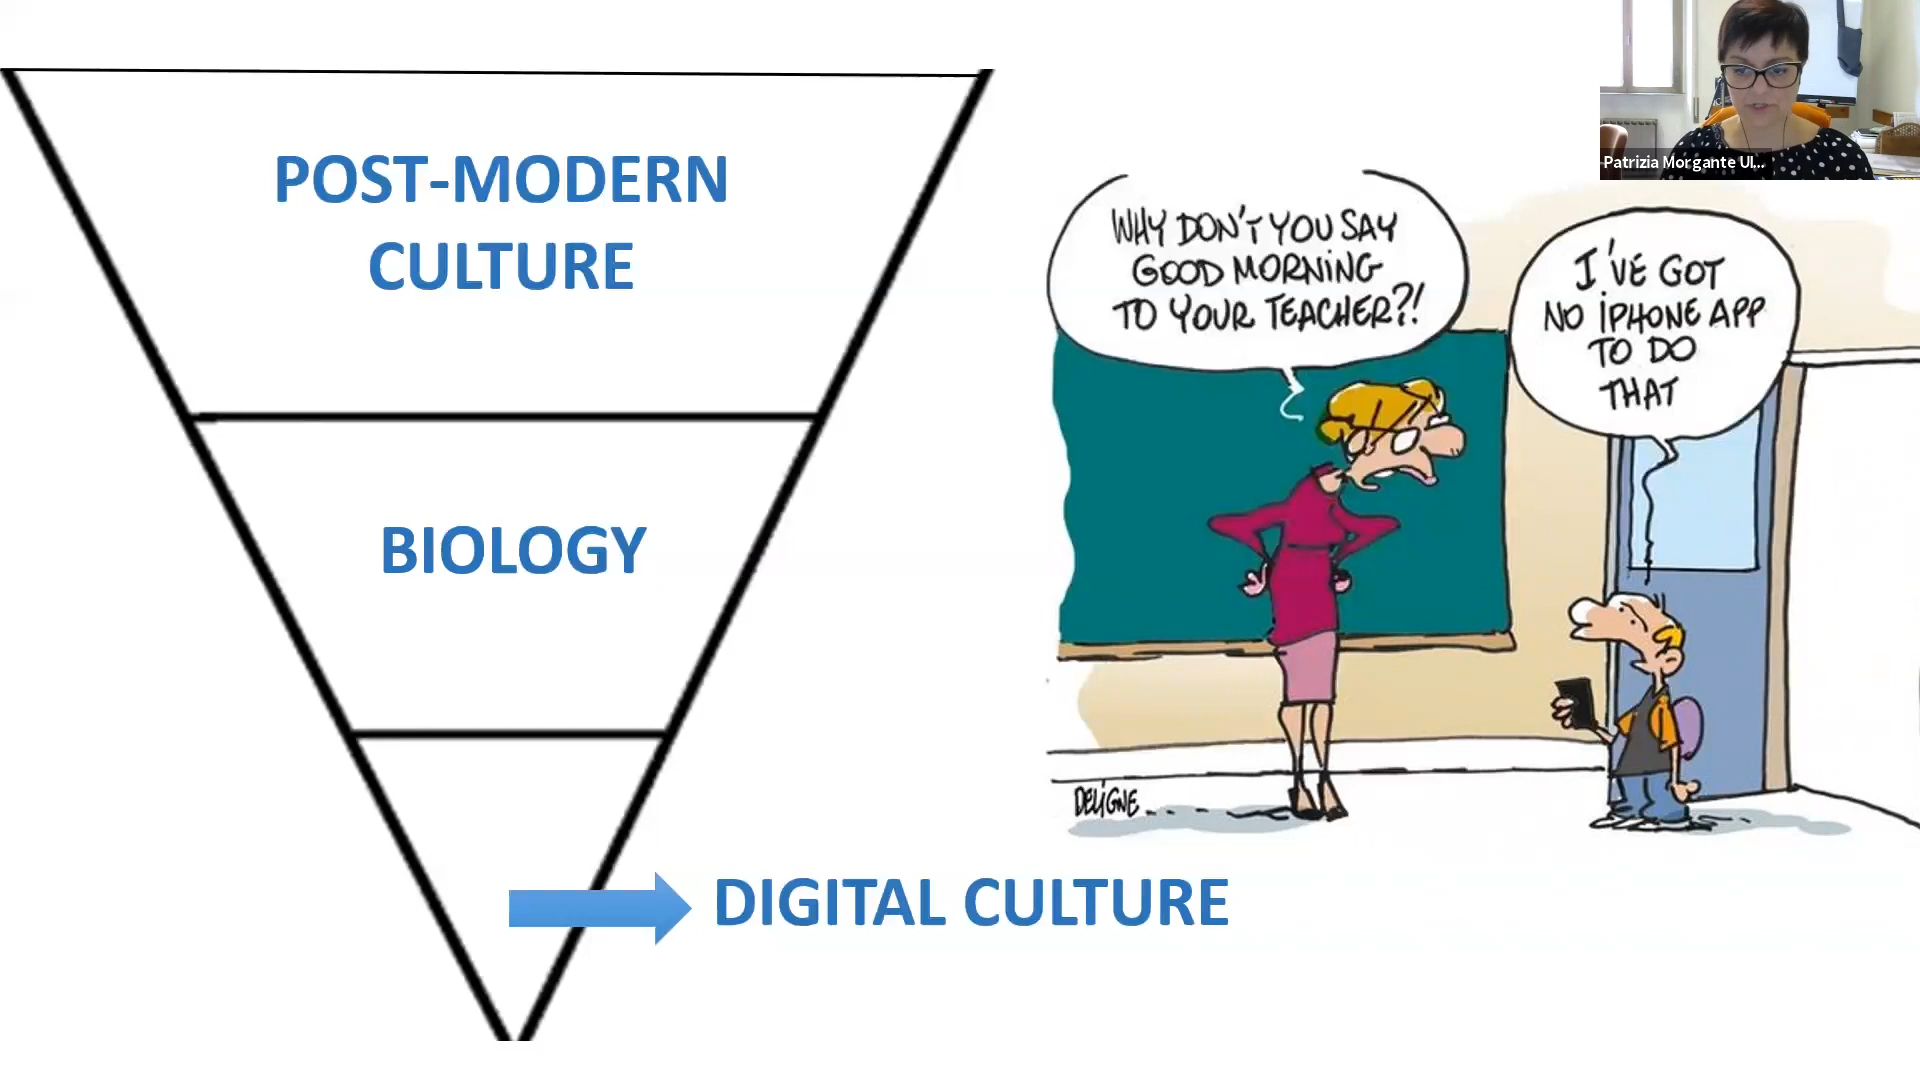 POST-MODERN
CULTURE
BIOLOGY
DIGITAL CULTURE
WHY DON'T YOU SAY
GOOD MORNING
TO YOUR TEACHER?!
I'VE GOT
NO IPHONE APP
TO DO
THAT
DELIGNE
Patrizia Morgante UI...